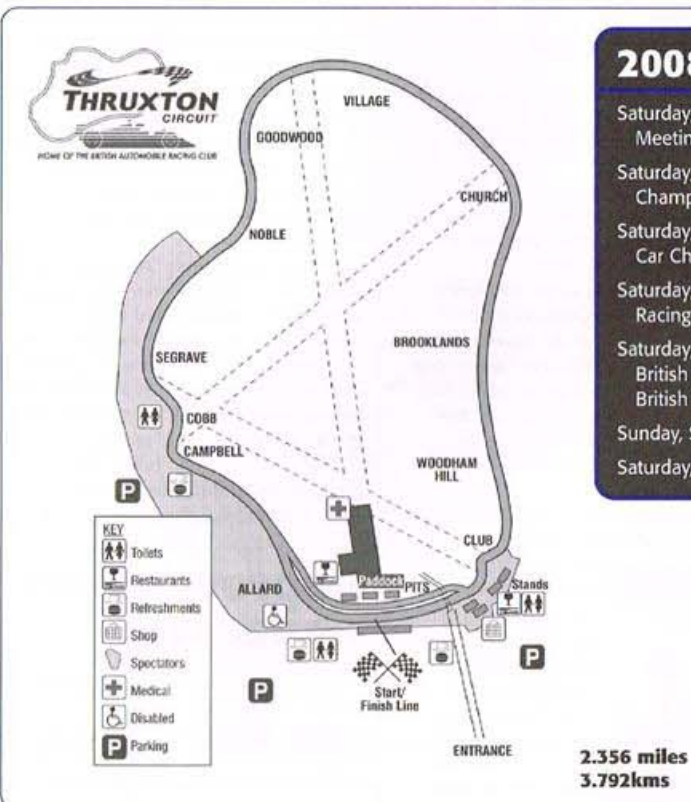 THRUXTON
CIRCUIT
HOME OF THE BRITISH AUTOMOBILE RACING CLUB
VILLAGE
GOODWOOD
CHURCH
NOBLE
BROOKLANDS
SEGRAVE
COBB
CAMPBELL
WOODHAM
HILL
CLUB
ALLARD
Paddock
PITS
Stands
P
P
P
Start/
Finish Line
ENTRANCE
KEY
Toilets
Restaurants
Refreshments
Shop
Spectators
Medical
Disabled
P Parking
2008
Saturday
Meetin
Saturday,
Champ
Saturday
Car Ch
Saturday
Racing
Saturday
British
British
Sunday, S
Saturday,
2.356 miles
3.792kms